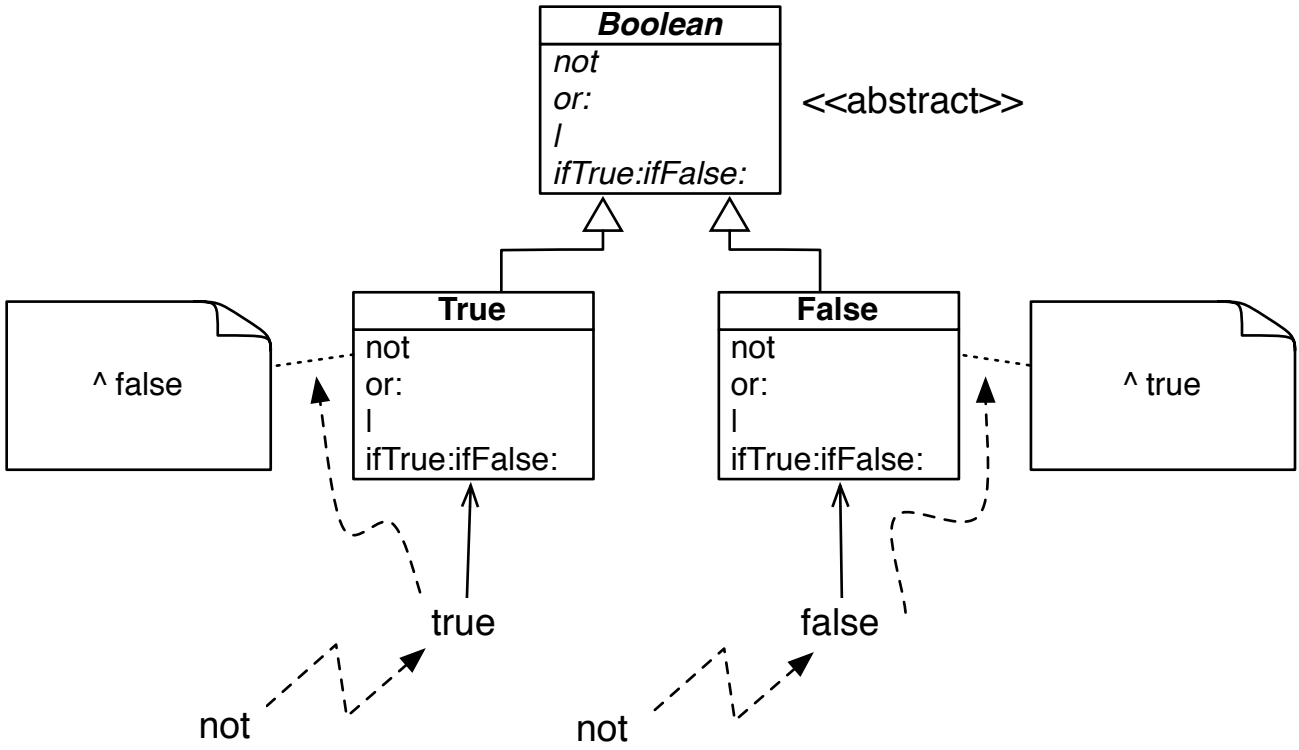 Boolean
not
or:
|
ifTrue:ifFalse:
<<abstract>>
True
not
or:
|
ifTrue:ifFalse:
False
not
or:
|
ifTrue:ifFalse:
^ false
^ true
true
false
not
not